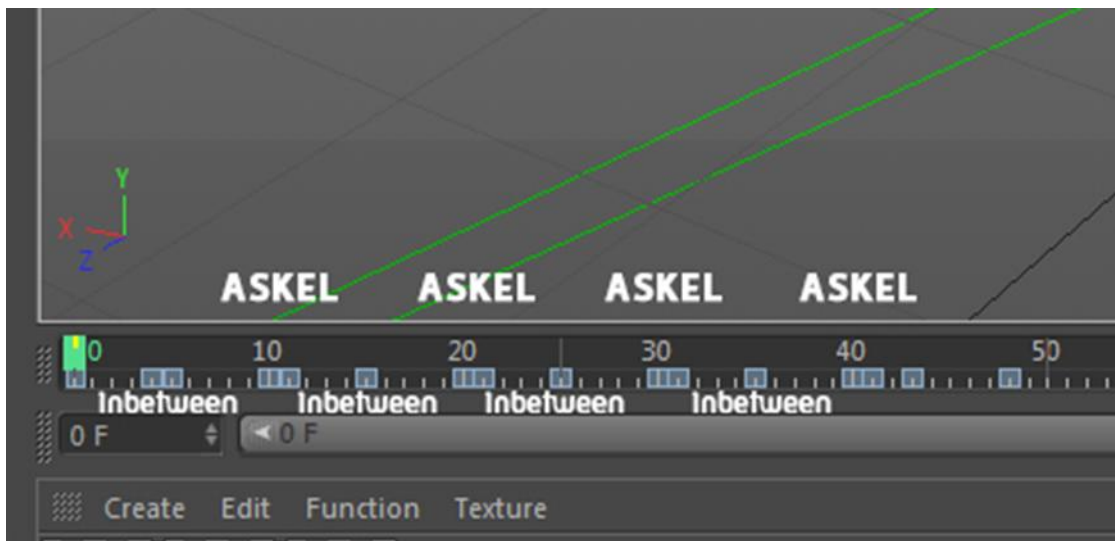 Y
X
Z
ASKEL ASKEL ASKEL ASKEL
0 10 20 30 40 50
Inbetween Inbetween Inbetween Inbetween
0 F 0 F
Create Edit Function Texture